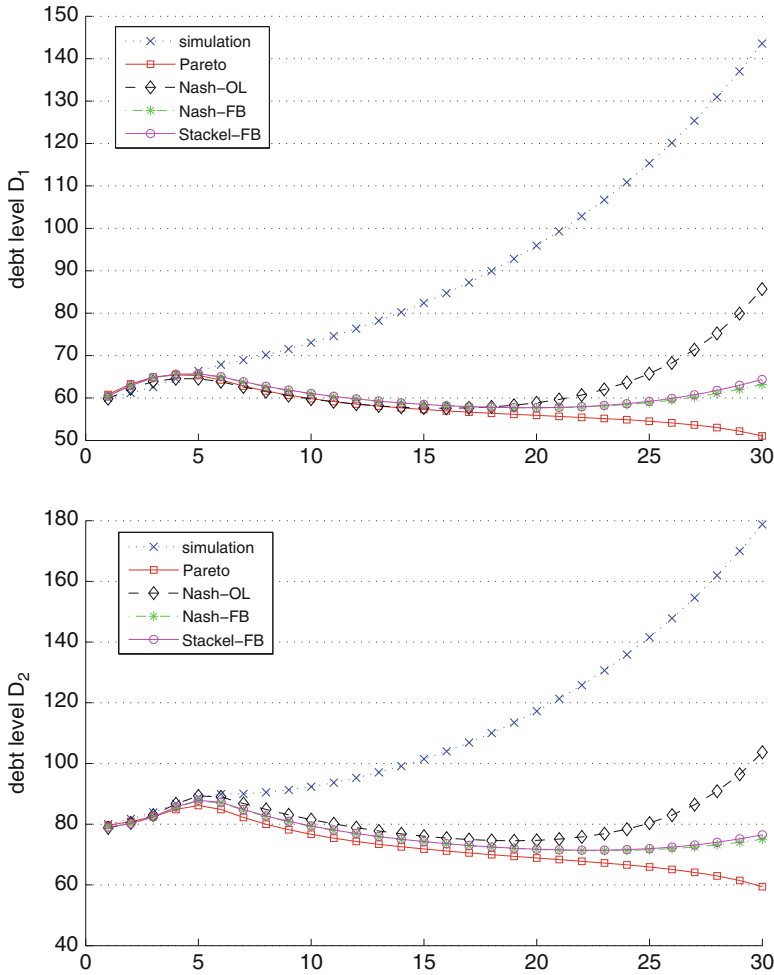 150
140
130
120
110
100
90
80
70
60
50
debt level D1
simulation
Pareto
Nash-OL
Nash-FB
Stackel-FB
0 5 10 15 20 25 30
180
160
140
120
100
80
60
40
debt level D2
simulation
Pareto
Nash-OL
Nash-FB
Stackel-FB
0 5 10 15 20 25 30